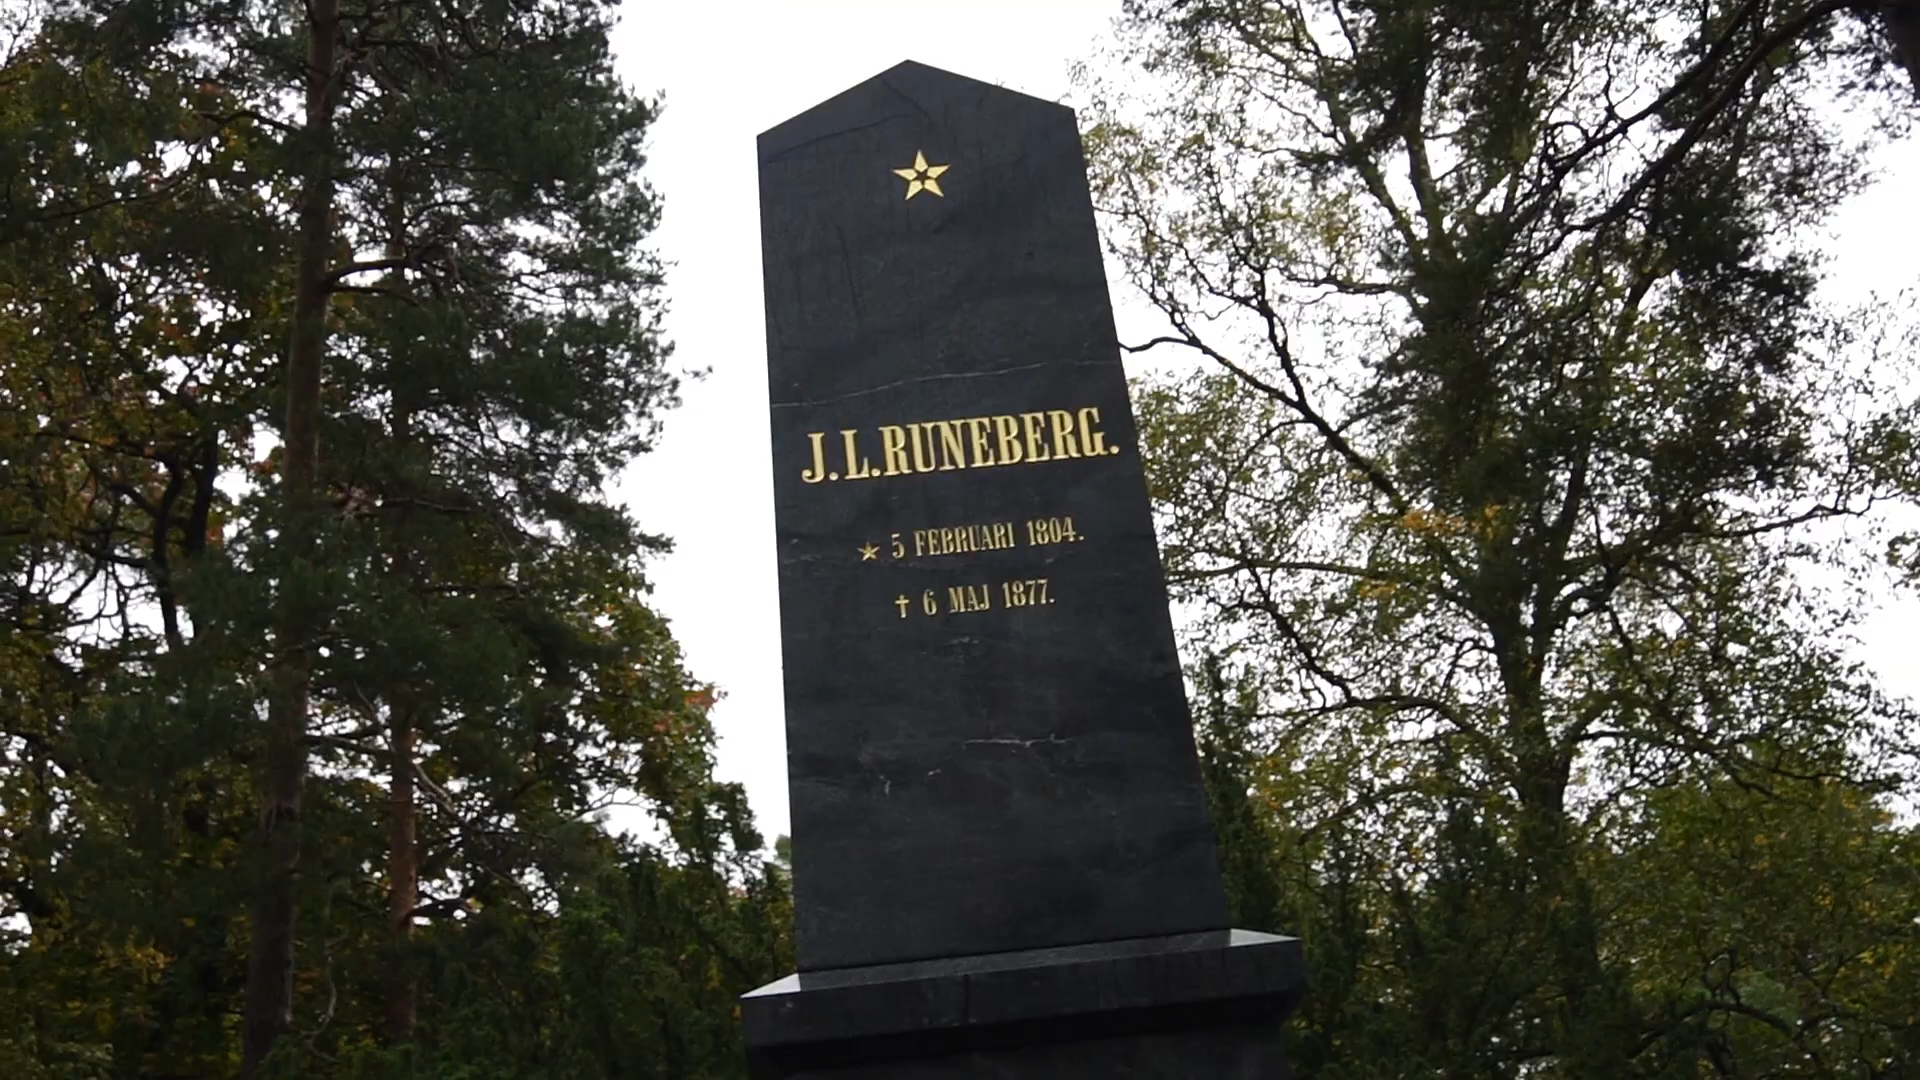 J. L. RUNEBERG.
★ 5 FEBRUARI 1804.
† 6 MAJ 1877.